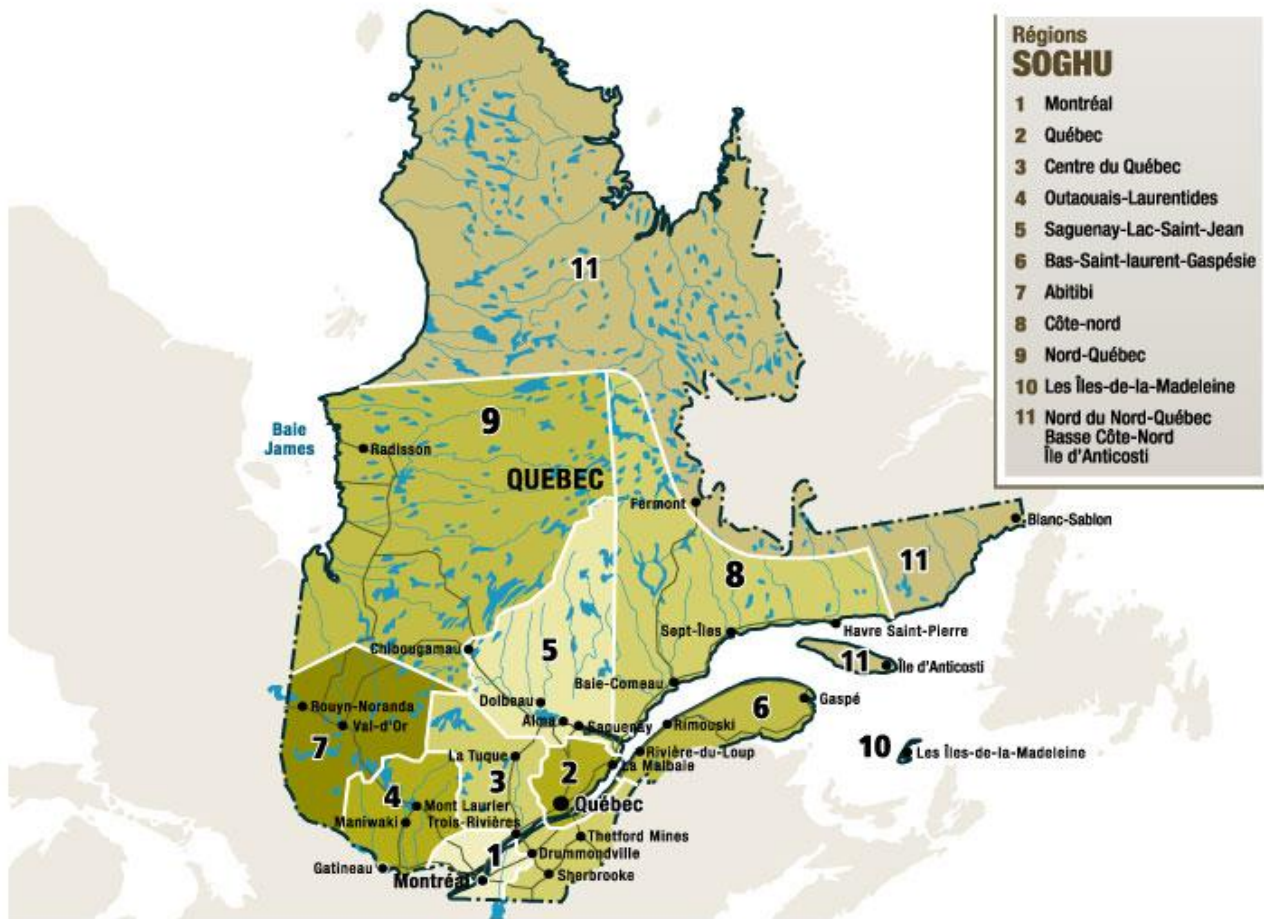 Régions
SOGHU
1 Montréal
2 Québec
3 Centre du Québec
4 Outaouais-Laurentides
5 Saguenay-Lac-Saint-Jean
6 Bas-Saint-laurent-Gaspésie
7 Abitibi
8 Côte-nord
9 Nord-Québec
10 Les Îles-de-la-Madeleine
11 Nord du Nord-Québec
Basse Côte-Nord
Île d'Anticosti
11
9
Baie
James
Radisson
QUEBEC
Fermont
Blanc-Sablon
11
8
Sept-Îles
Havre Saint-Pierre
Chibougamau
5
11
Île d'Anticosti
Baie-Comeau
Dolbeau
Gaspé
6
Rouyn-Noranda
Val-d'Or
Alma
Saguenay
Rimouski
7
10
Les Îles-de-la-Madeleine
La Tuque
Rivière-du-Loup
La Malbaie
2
3
4
Mont Laurier
Québec
Maniwaki
Trois-Rivières
Thetford Mines
1
Drummondville
Gatineau
Montréal
Sherbrooke